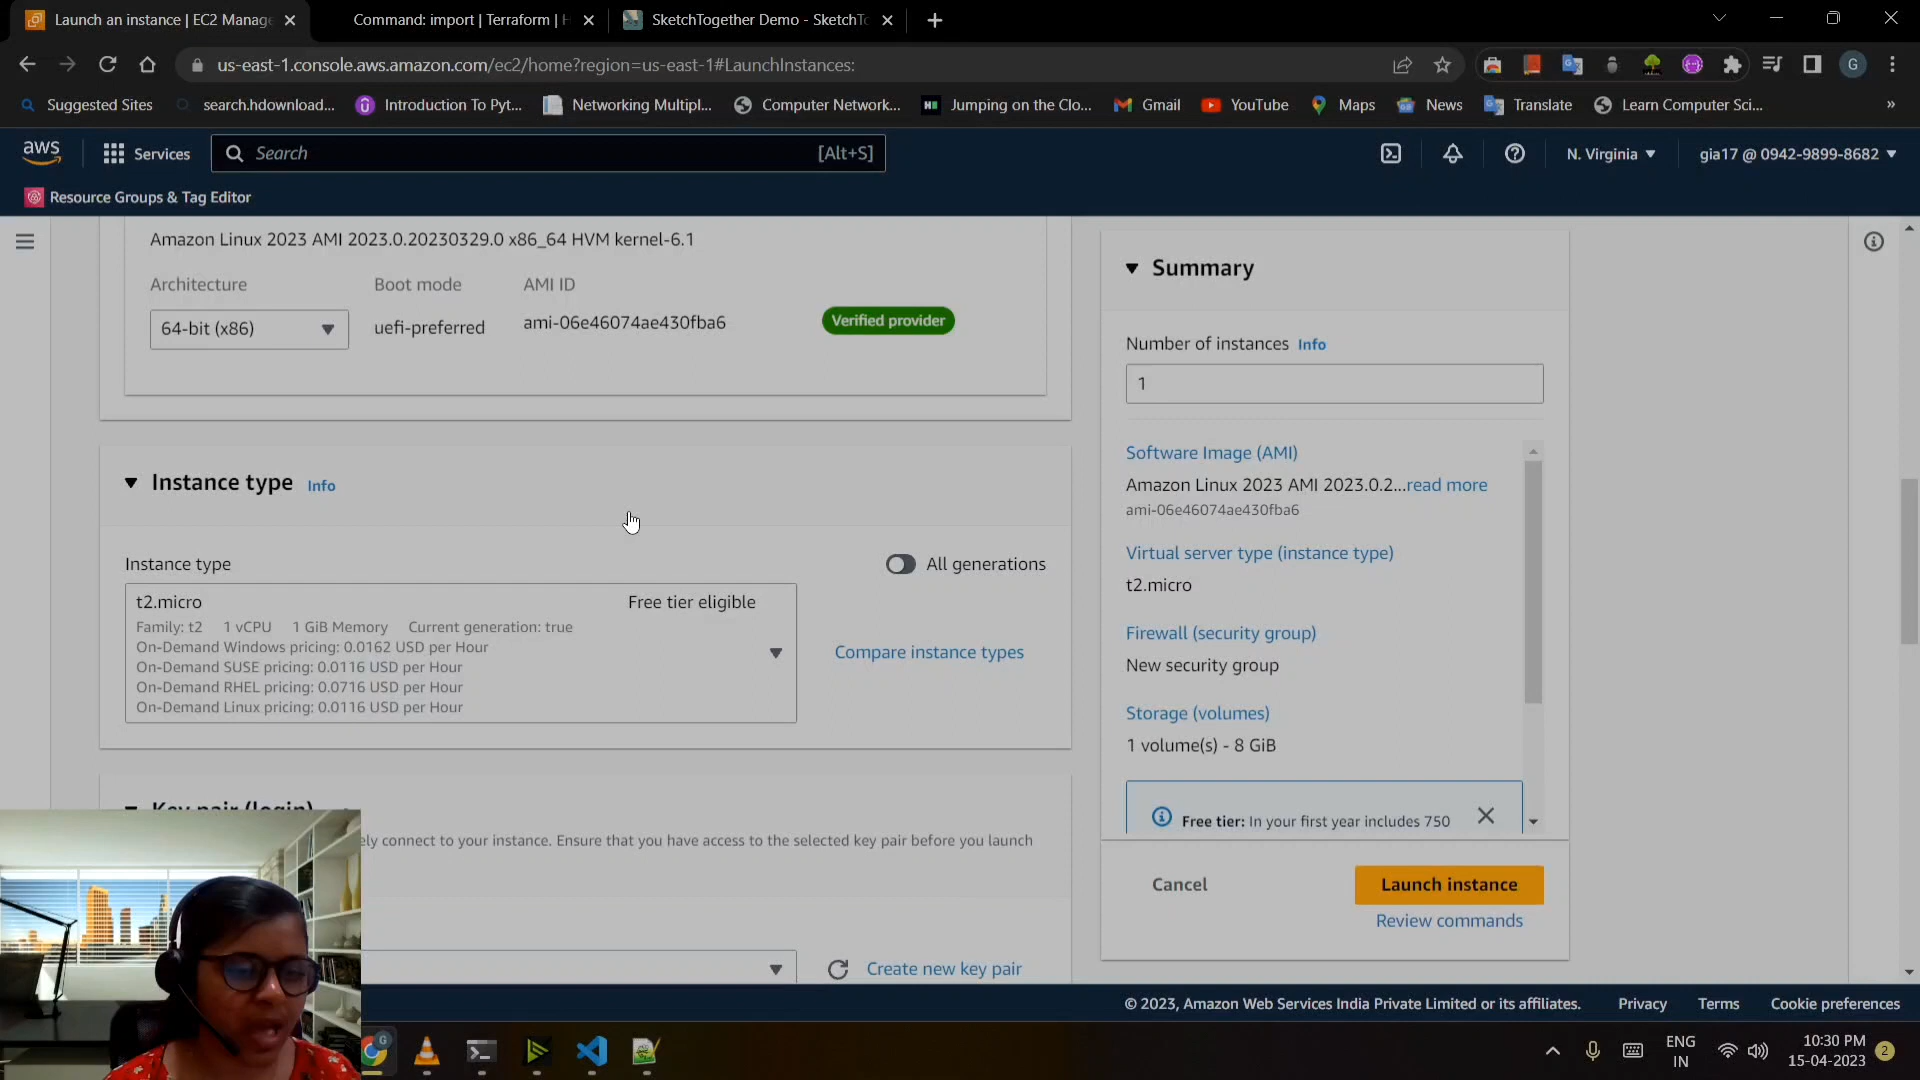 Launch an instance | EC2 Manage
Command: import | Terraform | H
SketchTogether Demo - SketchTo
us-east-1.console.aws.amazon.com/ec2/home?region=us-east-1#LaunchInstances:
G
Suggested Sites
search.hdownload...
Introduction To Pyt...
Networking Multipl...
Computer Network...
Jumping on the Clo...
Gmail
YouTube
Maps
News
Translate
Learn Computer Sci...
»
aws
Services
Search
[Alt+S]
N. Virginia
gia17 @ 0942-9899-8682
Resource Groups & Tag Editor
Amazon Linux 2023 AMI 2023.0.20230329.0 x86_64 HVM kernel-6.1
Architecture
Boot mode
AMI ID
64-bit (x86)
uefi-preferred
ami-06e46074ae430fba6
Verified provider
Instance type Info
Instance type
All generations
t2.micro
Free tier eligible
Family: t2 1 vCPU 1 GiB Memory Current generation: true
On-Demand Windows pricing: 0.0162 USD per Hour
On-Demand SUSE pricing: 0.0116 USD per Hour
On-Demand RHEL pricing: 0.0716 USD per Hour
On-Demand Linux pricing: 0.0116 USD per Hour
Compare instance types
Key pair (login)
ely connect to your instance. Ensure that you have access to the selected key pair before you launch
Create new key pair
Summary
Number of instances Info
1
Software Image (AMI)
Amazon Linux 2023 AMI 2023.0.2...read more
ami-06e46074ae430fba6
Virtual server type (instance type)
t2.micro
Firewall (security group)
New security group
Storage (volumes)
1 volume(s) - 8 GiB
Free tier: In your first year includes 750
Cancel
Launch instance
Review commands
© 2023, Amazon Web Services India Private Limited or its affiliates.
Privacy
Terms
Cookie preferences
ENG
IN
10:30 PM
15-04-2023
2